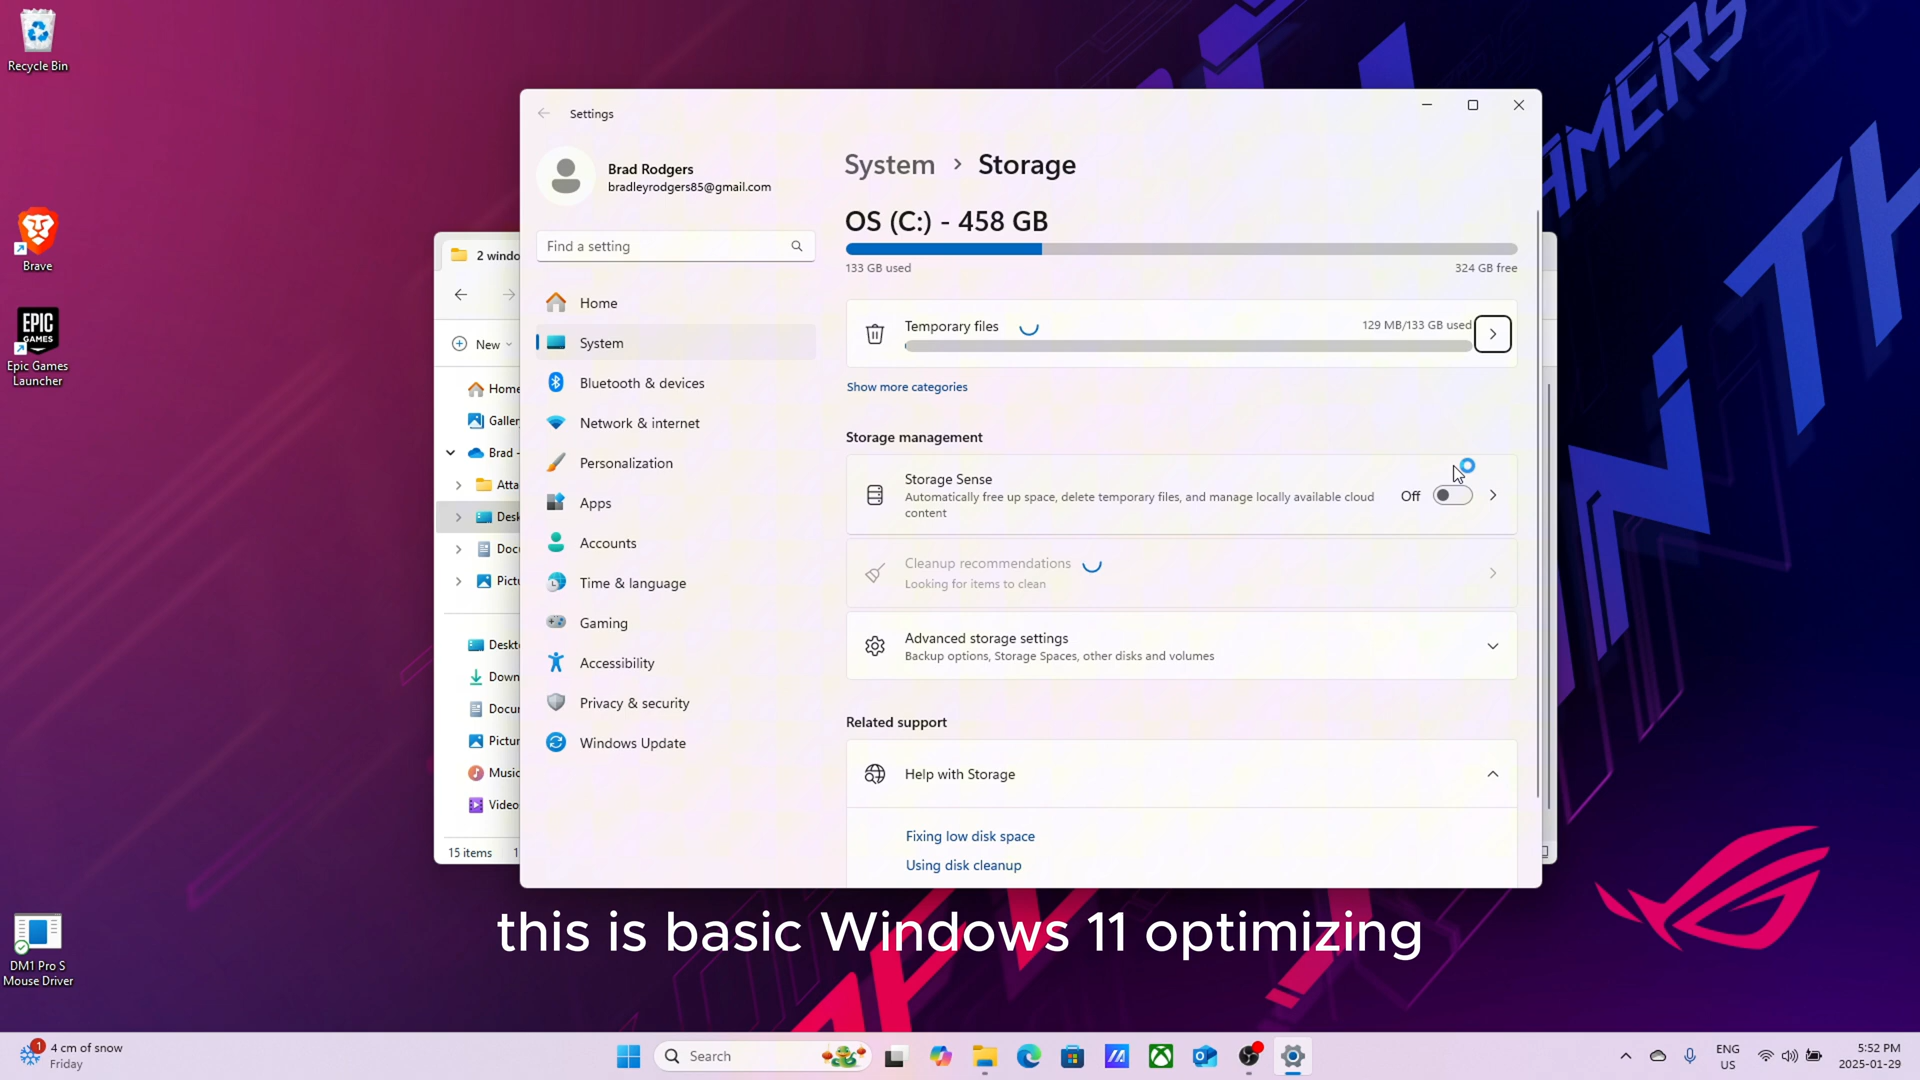 Recycle Bin
Brave
EPIC
GAMES
Epic Games
Launcher
DM1 Pro S
Mouse Driver
GAMERS
2 windo
New
Home
Galler
Brad -
Atta
Desk
Doc
Pictu
Deskto
Down
Docum
Picture
Music
Video
15 items
1
Settings
Brad Rodgers
bradleyrodgers85@gmail.com
Find a setting
Home
System
Bluetooth & devices
Network & internet
Personalization
Apps
Accounts
Time & language
Gaming
Accessibility
Privacy & security
Windows Update
System > Storage
OS (C:) - 458 GB
133 GB used
324 GB free
Temporary files
129 MB/133 GB used
Show more categories
Storage management
Storage Sense
Automatically free up space, delete temporary files, and manage locally available cloud
content
Off
Cleanup recommendations
Looking for items to clean
Advanced storage settings
Backup options, Storage Spaces, other disks and volumes
Related support
Help with Storage
Fixing low disk space
Using disk cleanup
this is basic Windows 11 optimizing
1
4 cm of snow
Friday
Search
ENG
US
5:52 PM
2025-01-29